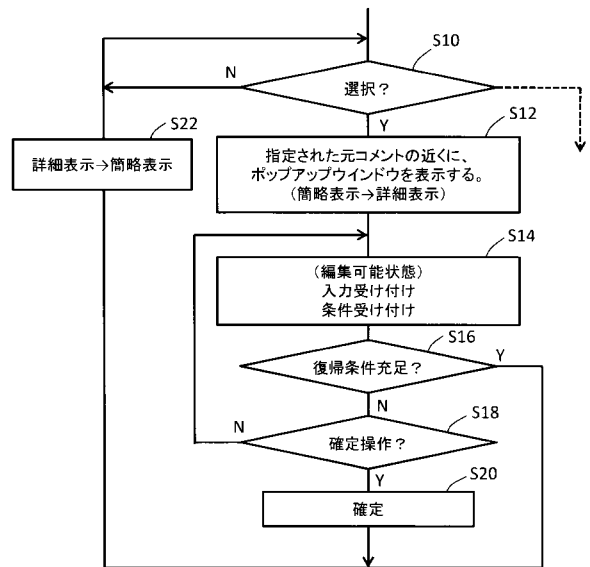 S10
選択?
N
Y
S22
詳細表示→簡略表示
S12
指定された元コメントの近くに、
ポップアップウインドウを表示する。
(簡略表示→詳細表示)
S14
(編集可能状態)
入力受け付け
条件受け付け
S16
復帰条件充足?
Y
N
S18
確定操作?
N
Y
S20
確定